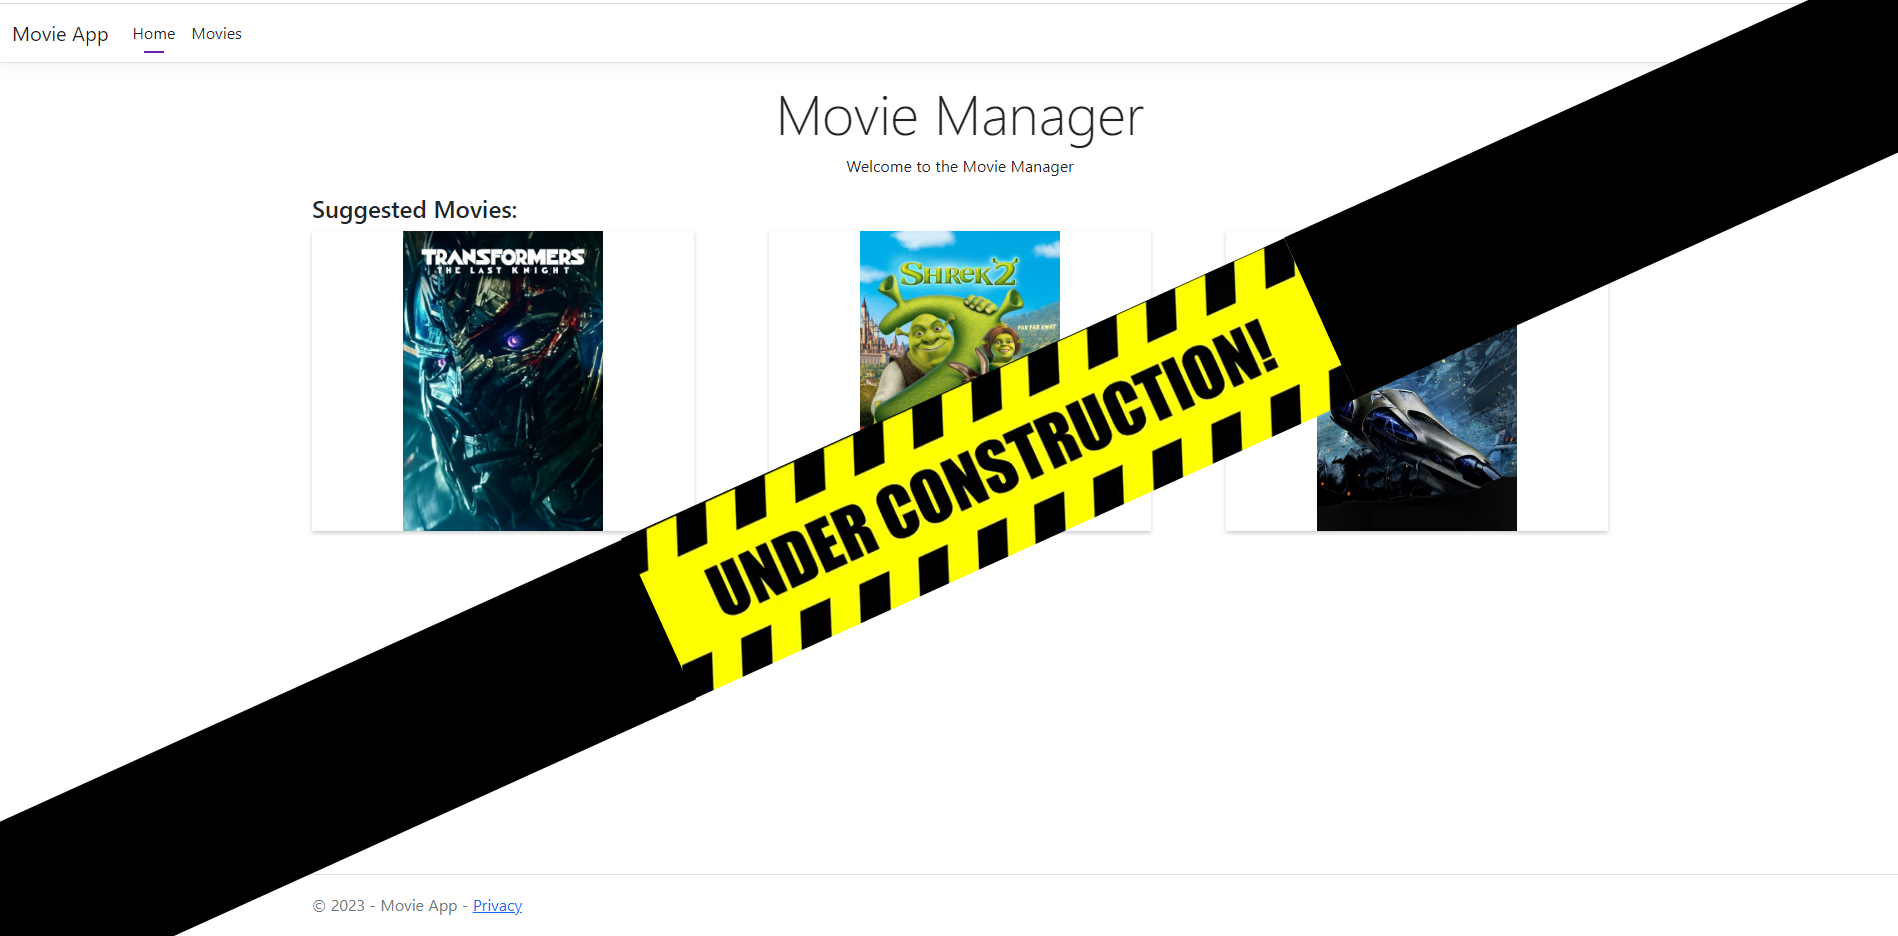 Movie App
Home
Movies
Movie Manager
Welcome to the Movie Manager
Suggested Movies:
TRANSFORMERS
THE LAST KNIGHT
SHREK 2
FAR FAR AWAY
UNDER CONSTRUCTION!
© 2023 - Movie App - Privacy